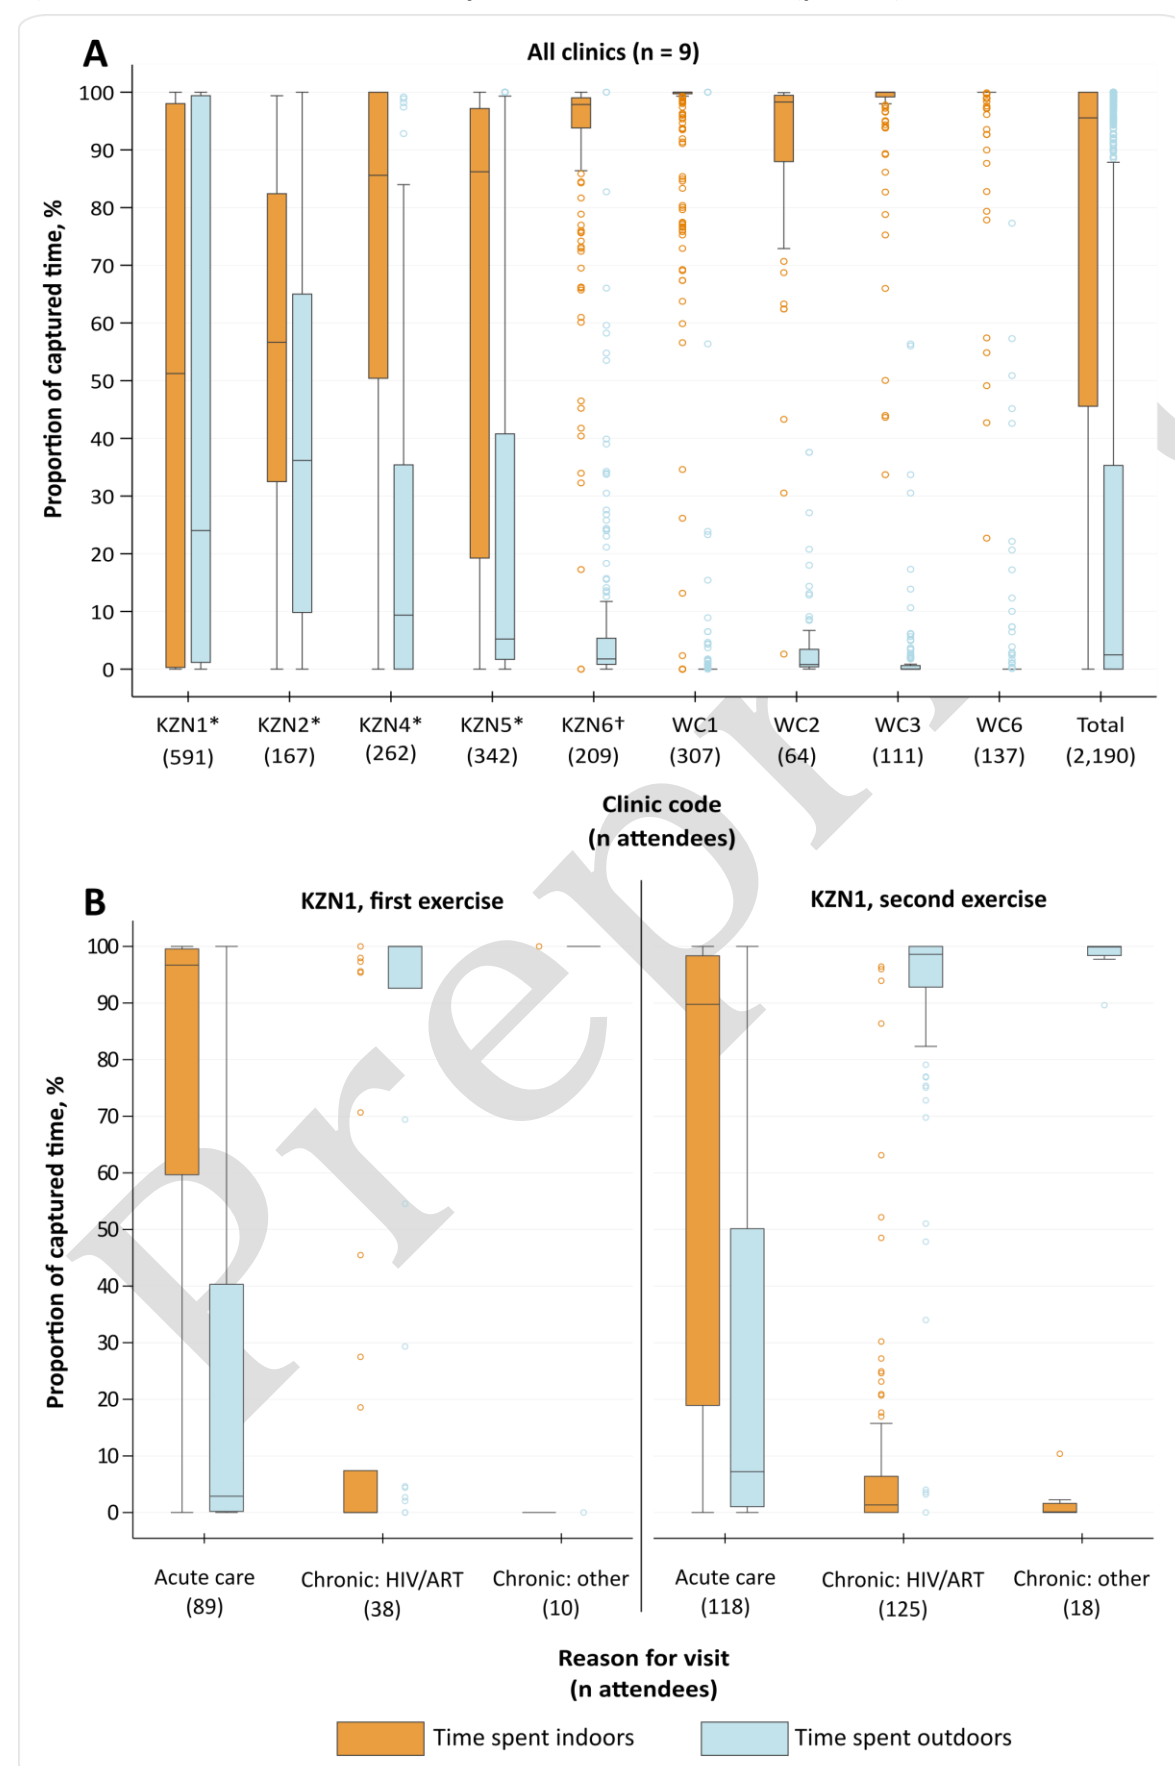 A
All clinics (n = 9)
Proportion of captured time, %
100
90
80
70
60
50
40
30
20
10
0
KZN1* KZN2* KZN4* KZN5* KZN6† WC1 WC2 WC3 WC6 Total
(591) (167) (262) (342) (209) (307) (64) (111) (137) (2,190)
Clinic code
(n attendees)
B
KZN1, first exercise
KZN1, second exercise
Proportion of captured time, %
100
90
80
70
60
50
40
30
20
10
0
Acute care Chronic: HIV/ART Chronic: other Acute care Chronic: HIV/ART Chronic: other
(89) (38) (10) (118) (125) (18)
Reason for visit
(n attendees)
Time spent indoors Time spent outdoors